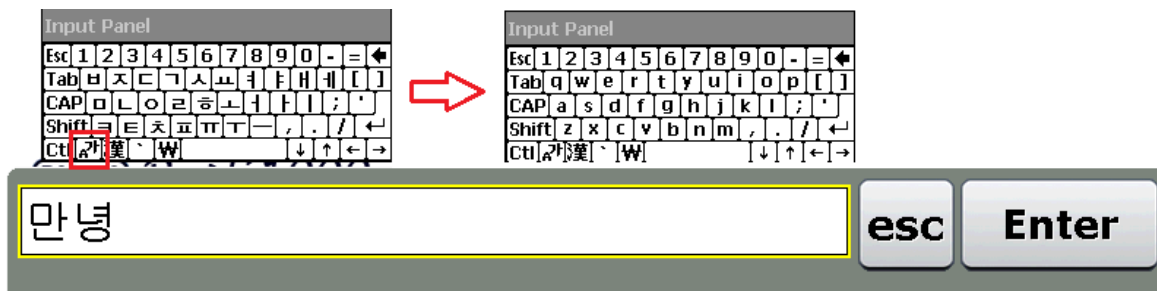 Input Panel
Esc 1 2 3 4 5 6 7 8 9 0 - =
Tab ㅂ ㅈ ㄷ ㄱ ㅅ ㅛ ㅕ ㅑ ㅐ ㅔ [ ]
CAP ㅁ ㄴ ㅇ ㄹ ㅎ ㅗ ㅓ ㅏ ㅣ ; '
Shift ㅋ ㅌ ㅊ ㅍ ㅠ ㅜ ㅡ , . / ↵
Ctl 가 漢 ` ₩ ↓ ↑ ← →
Input Panel
Esc 1 2 3 4 5 6 7 8 9 0 - =
Tab q w e r t y u i o p [ ]
CAP a s d f g h j k l ; '
Shift z x c v b n m , . / ↵
Ctl 가 漢 ` ₩ ↓ ↑ ← →
만녕
esc
Enter